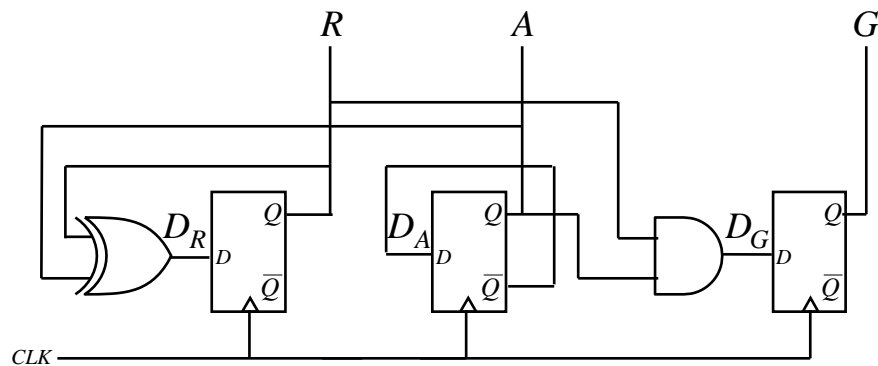 R A G
D_R Q D_A Q D_G Q
D D D
Q̅ Q̅ Q̅
CLK